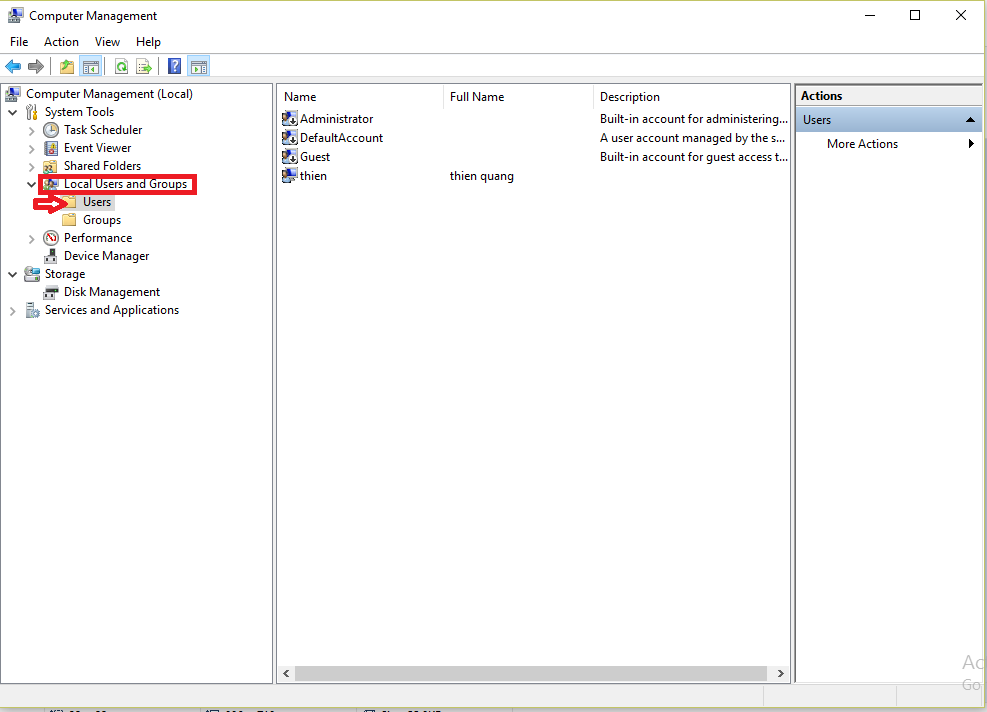 Computer Management
File Action View Help
Computer Management (Local)
System Tools
Task Scheduler
Event Viewer
Shared Folders
Local Users and Groups
Users
Groups
Performance
Device Manager
Storage
Disk Management
Services and Applications
Name Full Name Description
Administrator Built-in account for administering...
DefaultAccount A user account managed by the s...
Guest Built-in account for guest access t...
thien thien quang
Actions
Users
More Actions
Ac
Go